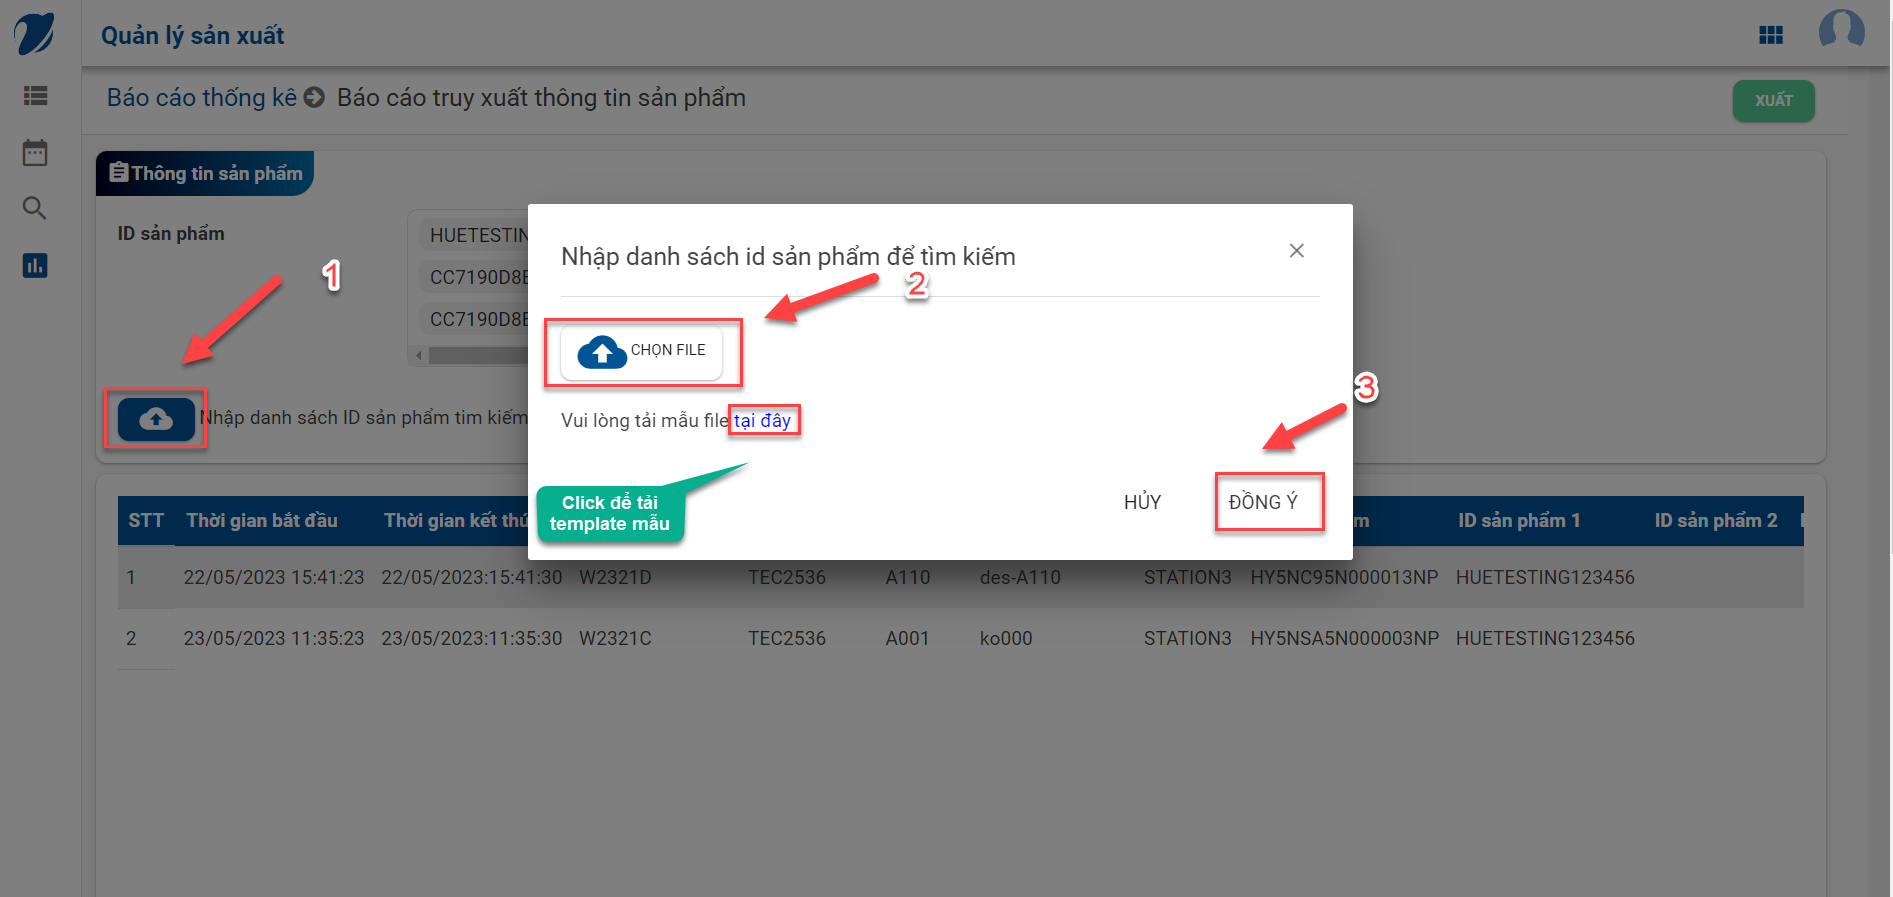 Quản lý sản xuất
Báo cáo thống kê Báo cáo truy xuất thông tin sản phẩm
XUẤT
Thông tin sản phẩm
ID sản phẩm
HUETESTIN
CC7190D8E
CC7190D8E
1
Nhập danh sách ID sản phẩm tim kiếm
Nhập danh sách id sản phẩm để tìm kiếm
2
CHỌN FILE
3
Vui lòng tải mẫu file tại đây
Click để tải
template mẫu
HỦY
ĐỒNG Ý
STT Thời gian bắt đầu Thời gian kết thú m ID sản phẩm 1 ID sản phẩm 2
1 22/05/2023 15:41:23 22/05/2023:15:41:30 W2321D TEC2536 A110 des-A110 STATION3 HY5NC95N000013NP HUETESTING123456
2 23/05/2023 11:35:23 23/05/2023:11:35:30 W2321C TEC2536 A001 ko000 STATION3 HY5NSA5N000003NP HUETESTING123456